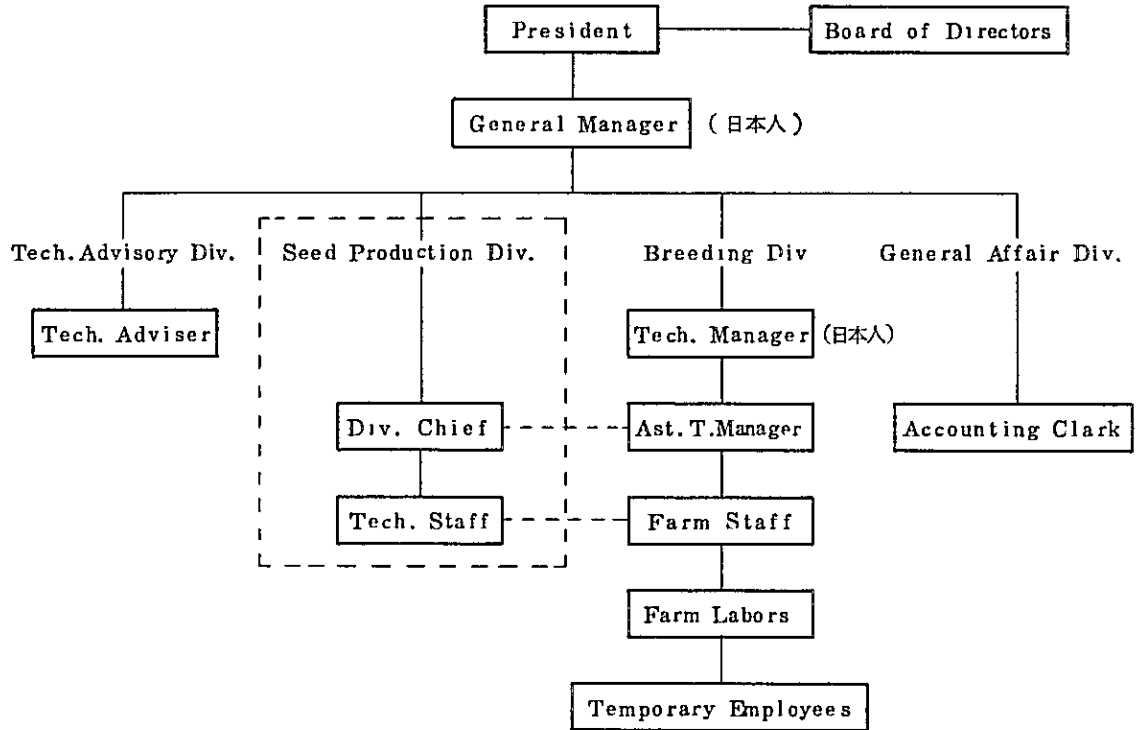 President
Board of Directors
General Manager (日本人)
Tech. Advisory Div.
Seed Production Div.
Breeding Div
General Affair Div.
Tech. Adviser
Tech. Manager (日本人)
Div. Chief
Ast. T. Manager
Accounting Clark
Tech. Staff
Farm Staff
Farm Labors
Temporary Employees